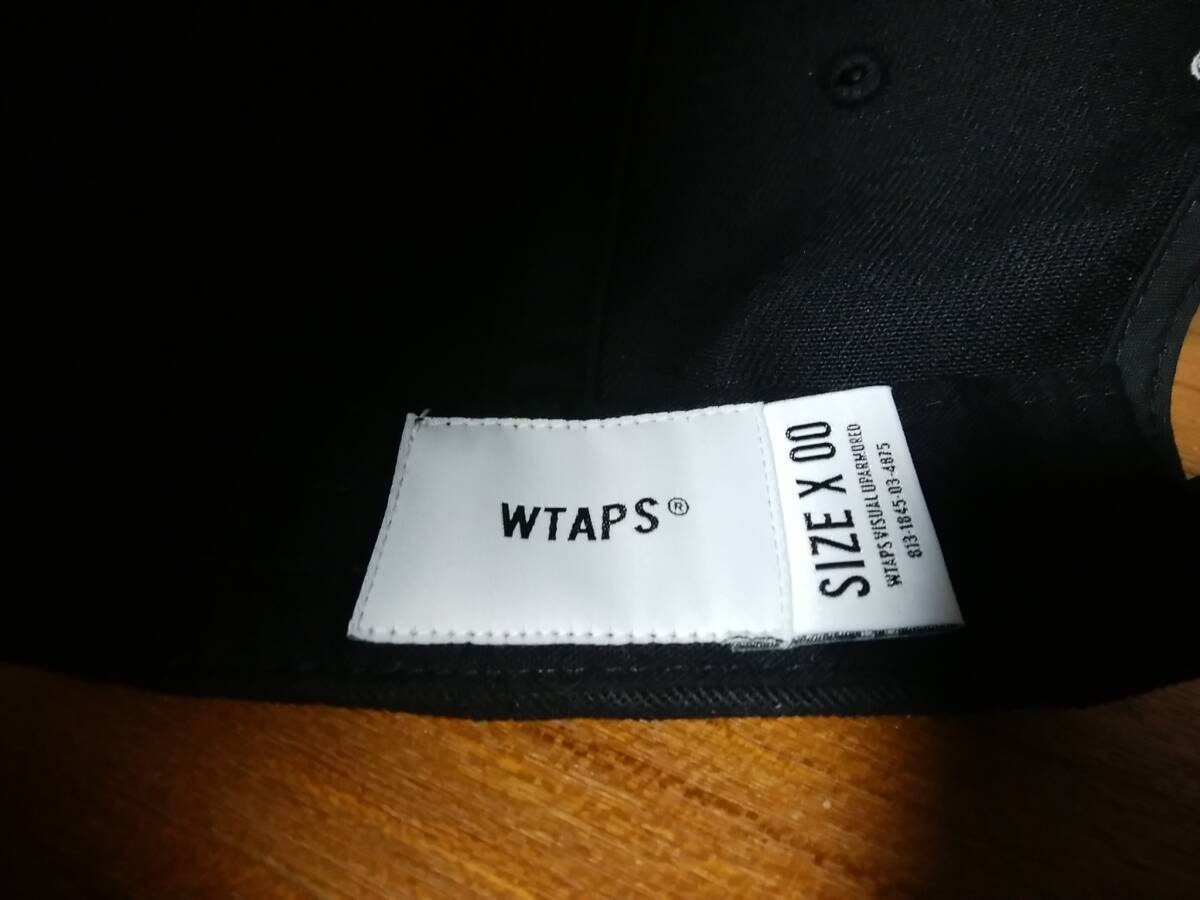 WTAPS®
SIZE X 00
WTAPS VISUAL UPARMORED
813-1845-03-4875